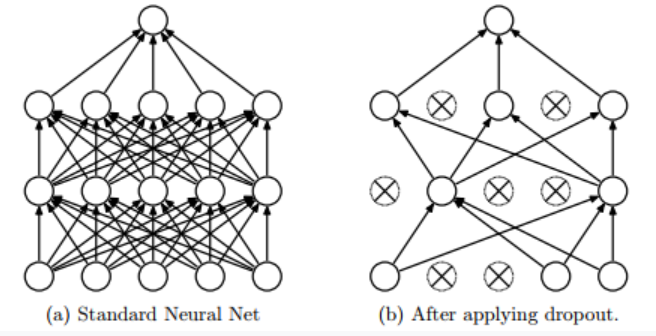 (a) Standard Neural Net
(b) After applying dropout.